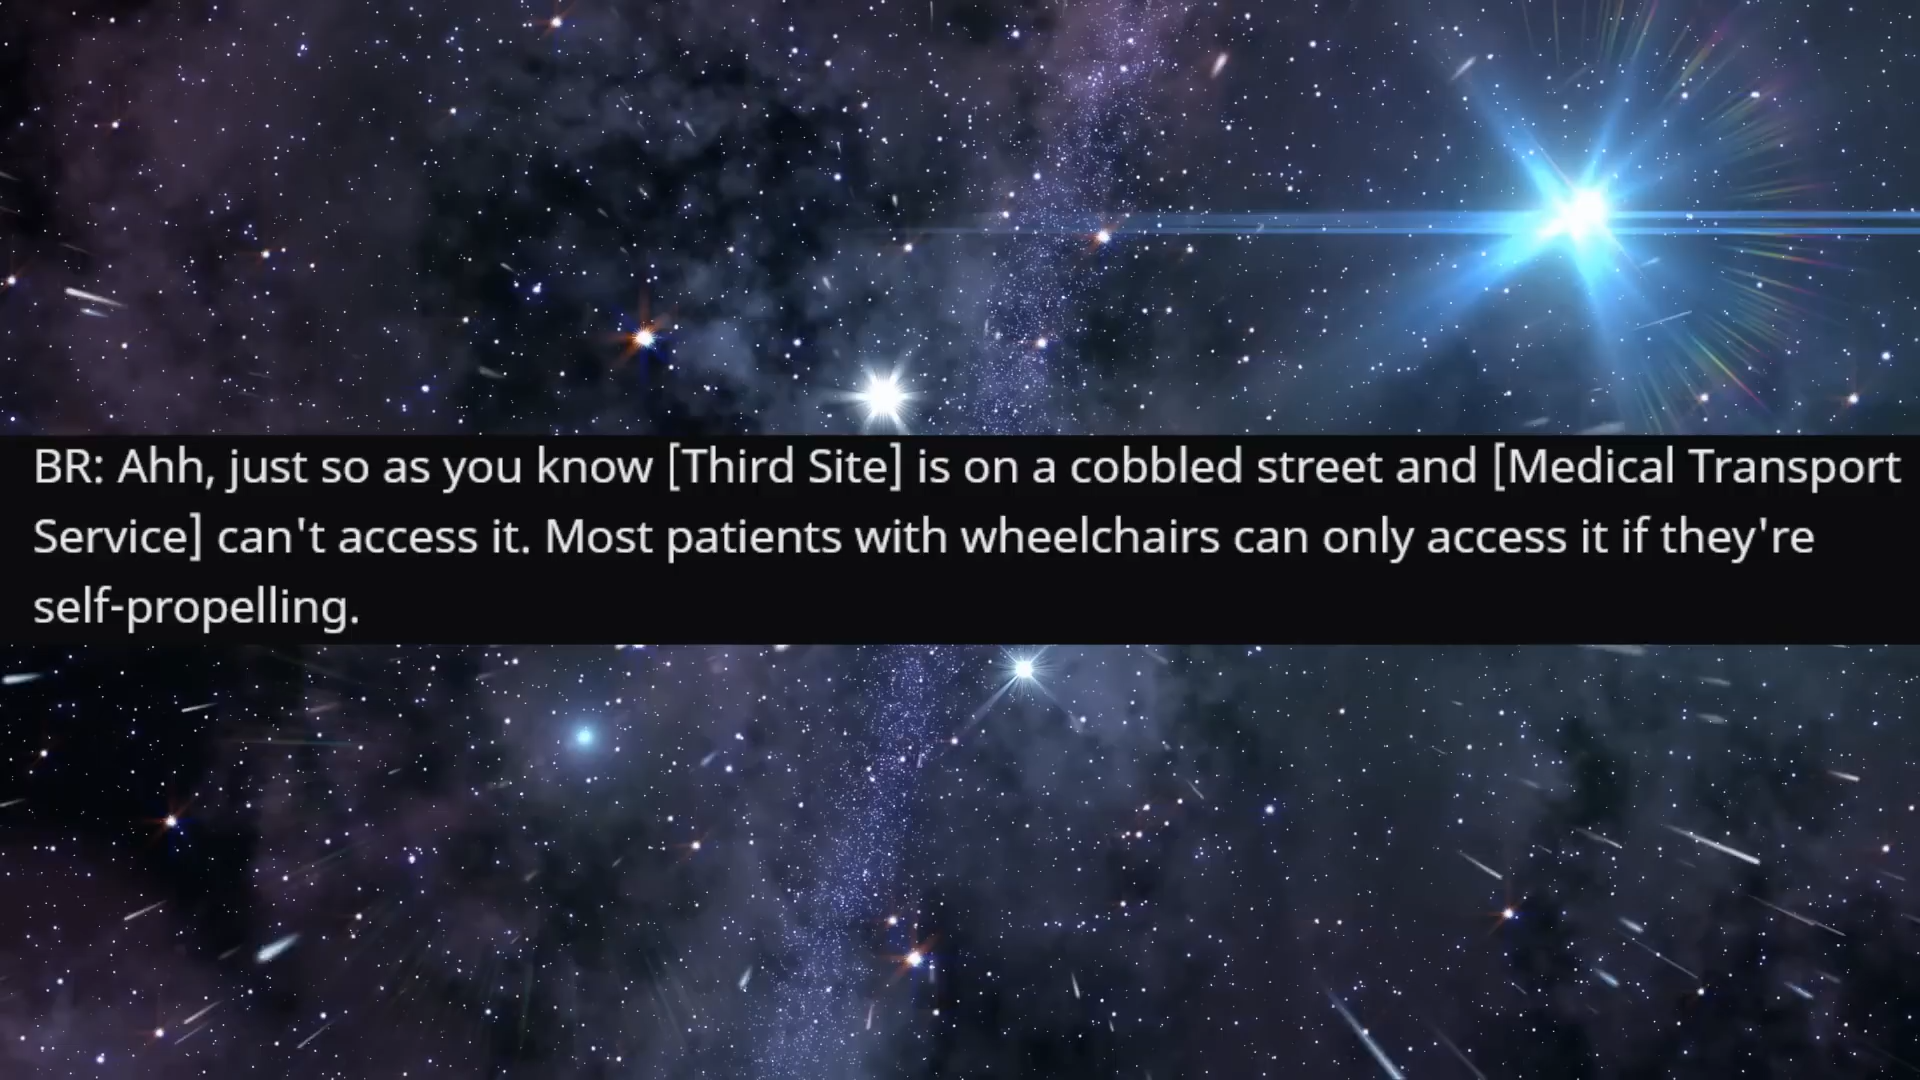 BR: Ahh, just so as you know [Third Site] is on a cobbled street and [Medical Transport
Service] can't access it. Most patients with wheelchairs can only access it if they're
self-propelling.